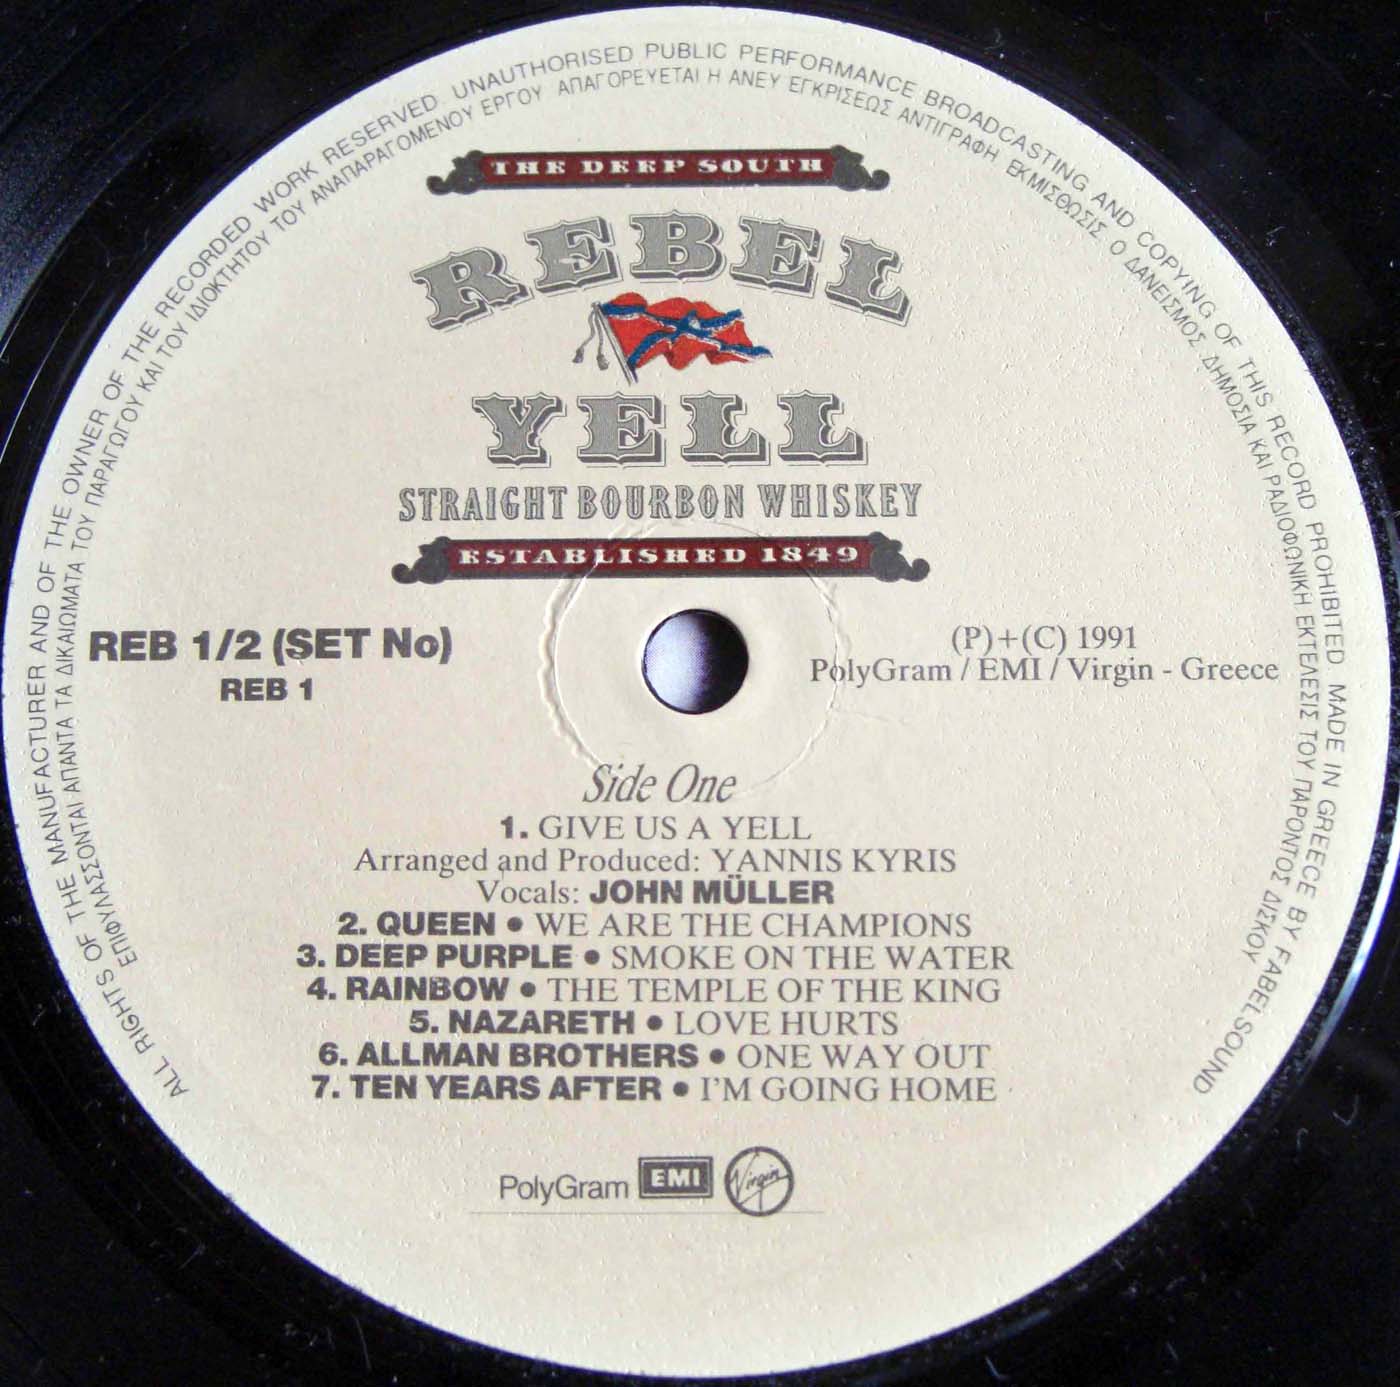 ALL RIGHTS OF THE MANUFACTURER AND OF THE OWNER OF THE RECORDED WORK RESERVED. UNAUTHORISED PUBLIC PERFORMANCE BROADCASTING AND COPYING OF THIS RECORD PROHIBITED MADE IN GREECE BY FABELSOUND
ΕΠΙΦΥΛΑΣΣΟΝΤΑΙ ΑΠΑΝΤΑ ΤΑ ΔΙΚΑΙΩΜΑΤΑ ΤΟΥ ΠΑΡΑΓΩΓΟΥ ΚΑΙ ΤΟΥ ΙΔΙΟΚΤΗΤΟΥ ΤΟΥ ΑΝΑΠΑΡΑΓΟΜΕΝΟΥ ΕΡΓΟΥ ΑΠΑΓΟΡΕΥΕΤΑΙ Η ΑΝΕΥ ΕΓΚΡΙΣΕΩΣ ΑΝΤΙΓΡΑΦΗ ΕΚΜΙΣΘΩΣΙΣ Ο ΔΑΝΕΙΣΜΟΣ ΔΗΜΟΣΙΑ ΚΑΙ ΡΑΔΙΟΦΩΝΙΚΗ ΕΚΤΕΛΕΣΙΣ ΤΟΥ ΠΑΡΟΝΤΟΣ ΔΙΣΚΟΥ
THE DEEP SOUTH
REBEL
YELL
STRAIGHT BOURBON WHISKEY
ESTABLISHED 1849
REB 1/2 (SET No)
REB 1
(P)+(C) 1991
PolyGram / EMI / Virgin - Greece
Side One
1. GIVE US A YELL
Arranged and Produced: YANNIS KYRIS
Vocals: JOHN MÜLLER
2. QUEEN • WE ARE THE CHAMPIONS
3. DEEP PURPLE • SMOKE ON THE WATER
4. RAINBOW • THE TEMPLE OF THE KING
5. NAZARETH • LOVE HURTS
6. ALLMAN BROTHERS • ONE WAY OUT
7. TEN YEARS AFTER • I'M GOING HOME
PolyGram EMI Virgin